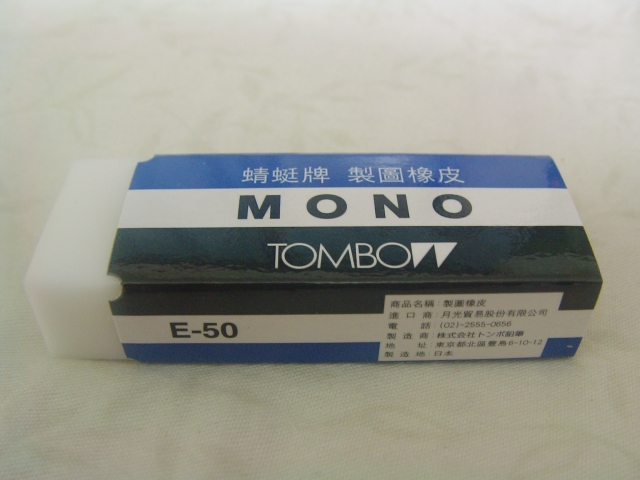 蜻蜓牌 製圖橡皮
MONO
TOMBOW
E-50
商品名稱：製圖橡皮
進口商：月光貿易股份有限公司
電話：(02)-2555-0656
製造商：株式会社トンボ鉛筆
地址：東京都北區豐島6-10-12
製造地：日本